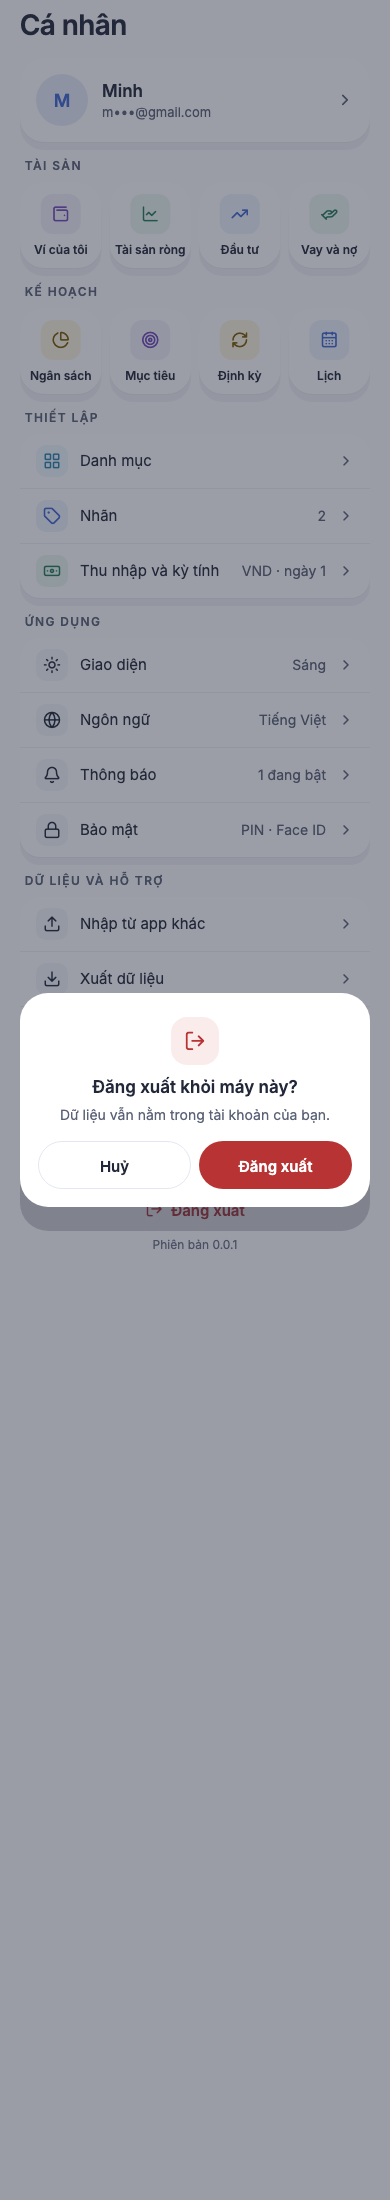 Cá nhân
M
Minh
m•••@gmail.com
TÀI SẢN
Ví của tôi
Tài sản ròng
Đầu tư
Vay và nợ
KẾ HOẠCH
Ngân sách
Mục tiêu
Định kỳ
Lịch
THIẾT LẬP
Danh mục
Nhãn 2
Thu nhập và kỳ tính VND · ngày 1
ỨNG DỤNG
Giao diện Sáng
Ngôn ngữ Tiếng Việt
Thông báo 1 đang bật
Bảo mật PIN · Face ID
DỮ LIỆU VÀ HỖ TRỢ
Nhập từ app khác
Xuất dữ liệu
Đăng xuất khỏi máy này?
Dữ liệu vẫn nằm trong tài khoản của bạn.
Huỷ Đăng xuất
Đăng xuất
Phiên bản 0.0.1